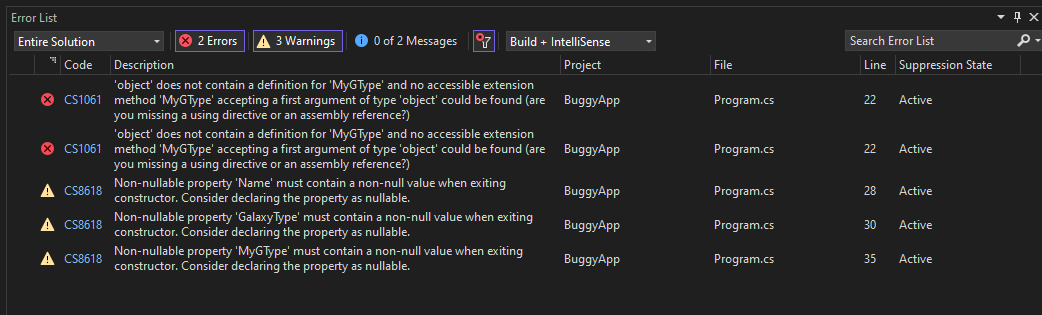 Error List
Entire Solution
2 Errors
3 Warnings
0 of 2 Messages
Build + IntelliSense
Search Error List
Code Description Project File Line Suppression State
'object' does not contain a definition for 'MyGType' and no accessible extension
CS1061 method 'MyGType' accepting a first argument of type 'object' could be found (are BuggyApp Program.cs 22 Active
you missing a using directive or an assembly reference?)
'object' does not contain a definition for 'MyGType' and no accessible extension
CS1061 method 'MyGType' accepting a first argument of type 'object' could be found (are BuggyApp Program.cs 22 Active
you missing a using directive or an assembly reference?)
CS8618 Non-nullable property 'Name' must contain a non-null value when exiting BuggyApp Program.cs 28 Active
constructor. Consider declaring the property as nullable.
CS8618 Non-nullable property 'GalaxyType' must contain a non-null value when exiting BuggyApp Program.cs 30 Active
constructor. Consider declaring the property as nullable.
CS8618 Non-nullable property 'MyGType' must contain a non-null value when exiting BuggyApp Program.cs 35 Active
constructor. Consider declaring the property as nullable.